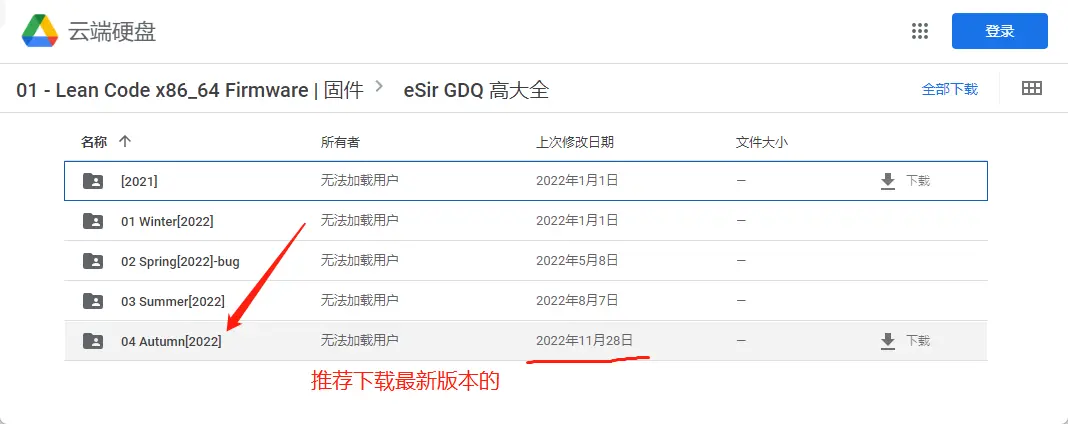 云端硬盘
登录
01 - Lean Code x86_64 Firmware | 固件 > eSir GDQ 高大全
全部下载
名称 ↑ 所有者 上次修改日期 文件大小
[2021] 无法加载用户 2022年1月1日 — 下载
01 Winter[2022] 无法加载用户 2022年1月1日 —
02 Spring[2022]-bug 无法加载用户 2022年5月8日 —
03 Summer[2022] 无法加载用户 2022年8月7日 —
04 Autumn[2022] 无法加载用户 2022年11月28日 — 下载
推荐下载最新版本的